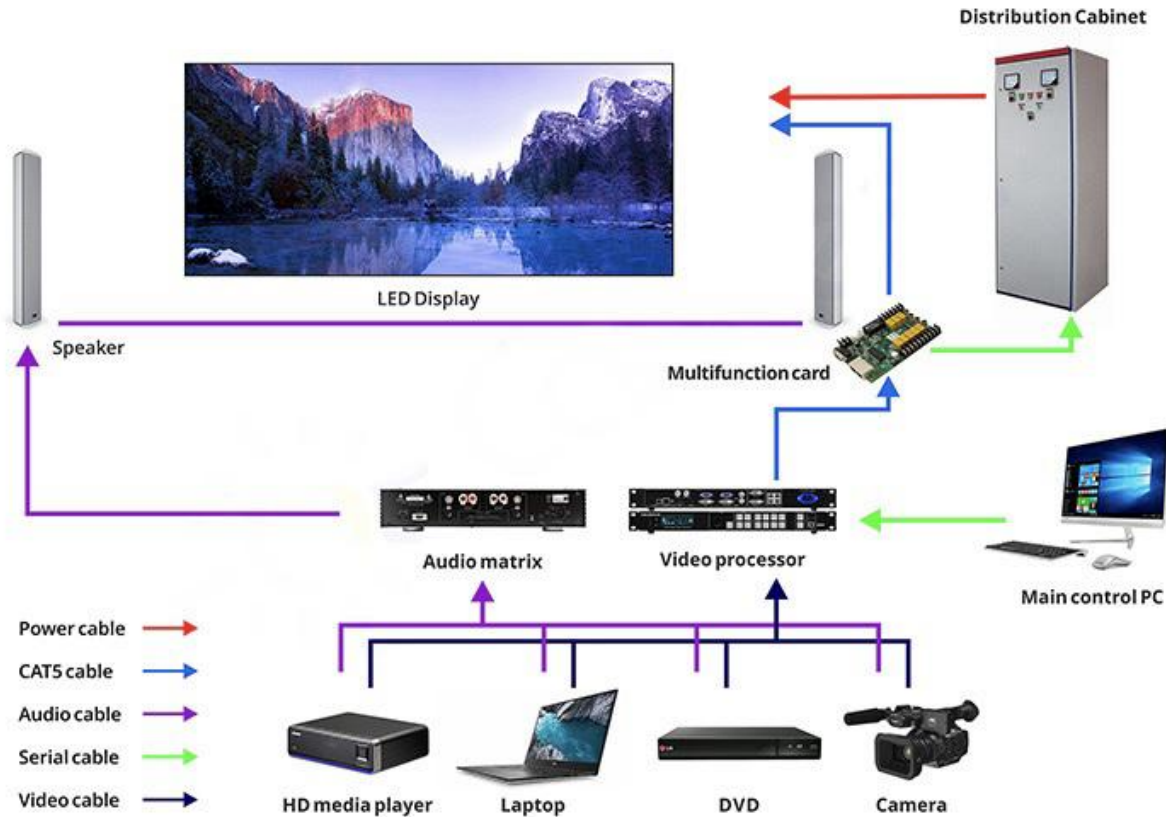 Distribution Cabinet
LED Display
Speaker
Multifunction card
Audio matrix
Video processor
Main control PC
Power cable
CAT5 cable
Audio cable
Serial cable
Video cable
HD media player
Laptop
DVD
Camera